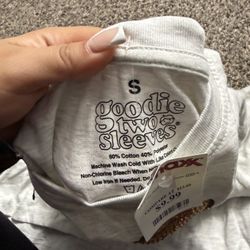 S
goodie
two
sleeves
60% Cotton 40% Polyester
Machine Wash Cold With Like Colors
Non-Chlorine Bleach When Needed
Low Iron If Needed. Do
$9.99